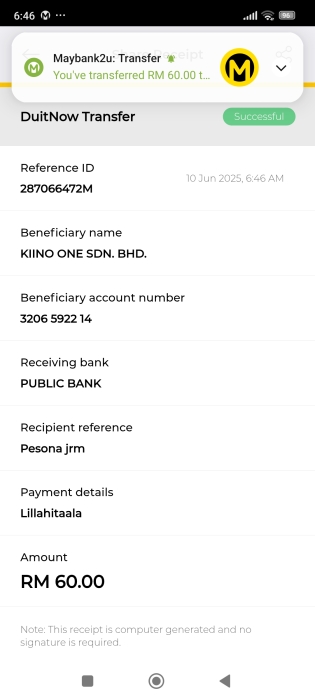 6:46
96
Maybank2u: Transfer
You've transferred RM 60.00 t...
Receipt
DuitNow Transfer
Successful
Reference ID
287066472M
10 Jun 2025, 6:46 AM
Beneficiary name
KIINO ONE SDN. BHD.
Beneficiary account number
3206 5922 14
Receiving bank
PUBLIC BANK
Recipient reference
Pesona jrm
Payment details
Lillahitaala
Amount
RM 60.00
Note: This receipt is computer generated and no
signature is required.